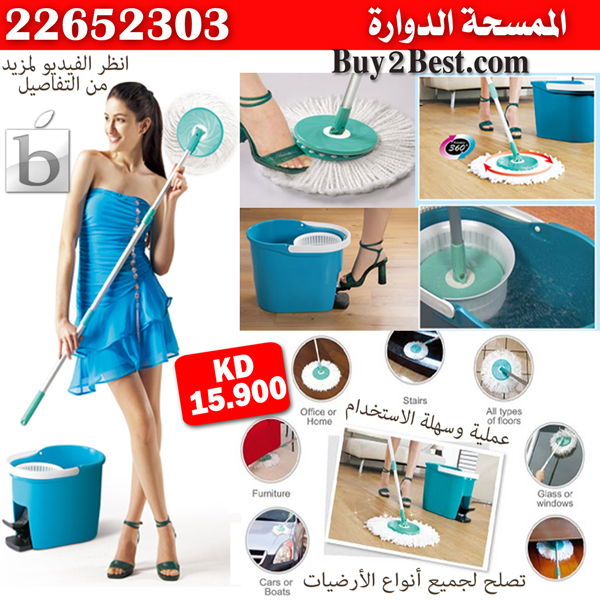 22652303
الممسحة الدوارة
Buy2Best.com
انظر الفيديو لمزيد
من التفاصيل
b
360°
KD
15.900
Office or
Home
Stairs
All types
of floors
عملية وسهلة الاستخدام
Furniture
Glass or
windows
Cars or
Boats
تصلح لجميع أنواع الأرضيات